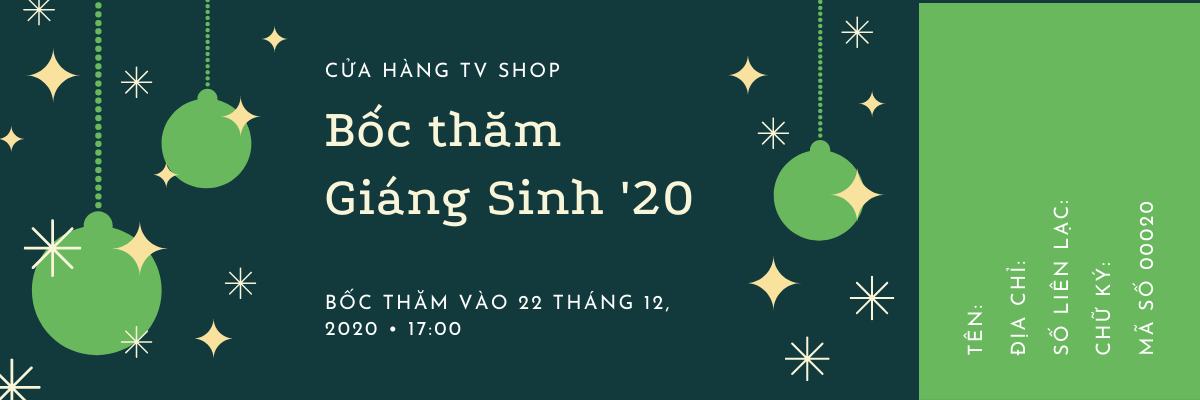 CỬA HÀNG TV SHOP
Bốc thăm
Giáng Sinh '20
BỐC THĂM VÀO 22 THÁNG 12,
2020 • 17:00
TÊN:
ĐỊA CHỈ:
SỐ LIÊN LẠC:
CHỮ KÝ:
MÃ SỐ 00020